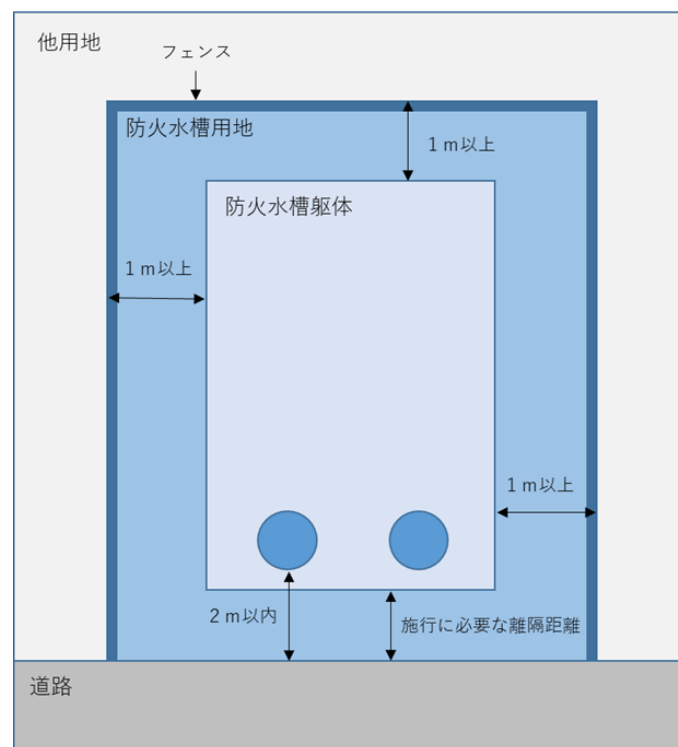 他用地
フェンス
防火水槽用地
1m以上
防火水槽躯体
1m以上
1m以上
2m以内
施行に必要な離隔距離
道路